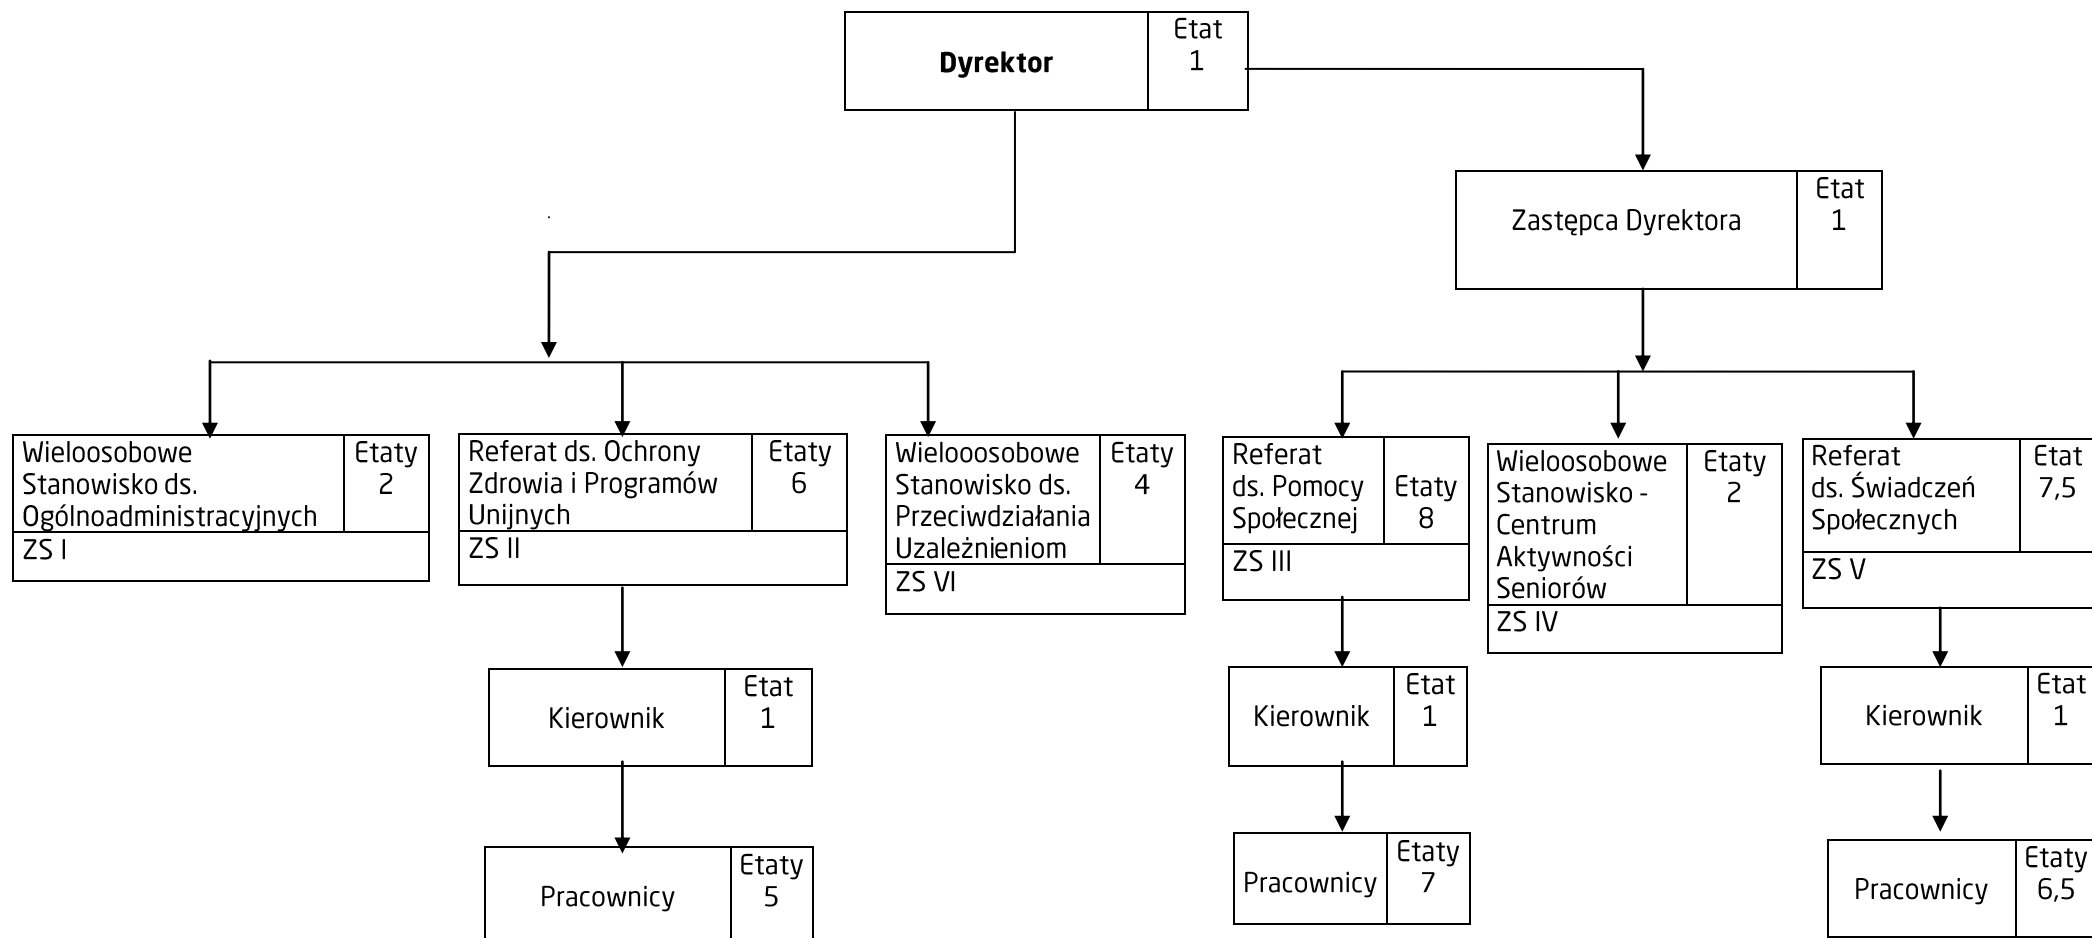 Dyrektor
Etat
1
Zastępca Dyrektora
Etat
1
Wieloosobowe
Stanowisko ds.
Ogólnoadministracyjnych
Etaty
2
ZS I
Referat ds. Ochrony
Zdrowia i Programów
Unijnych
Etaty
6
ZS II
Wielooosobowe
Stanowisko ds.
Przeciwdziałania
Uzależnieniom
Etaty
4
ZS VI
Referat
ds. Pomocy
Społecznej
Etaty
8
ZS III
Wieloosobowe
Stanowisko -
Centrum
Aktywności
Seniorów
Etaty
2
ZS IV
Referat
ds. Świadczeń
Społecznych
Etat
7,5
ZS V
Kierownik
Etat
1
Kierownik
Etat
1
Kierownik
Etat
1
Pracownicy
Etaty
5
Pracownicy
Etaty
7
Pracownicy
Etaty
6,5